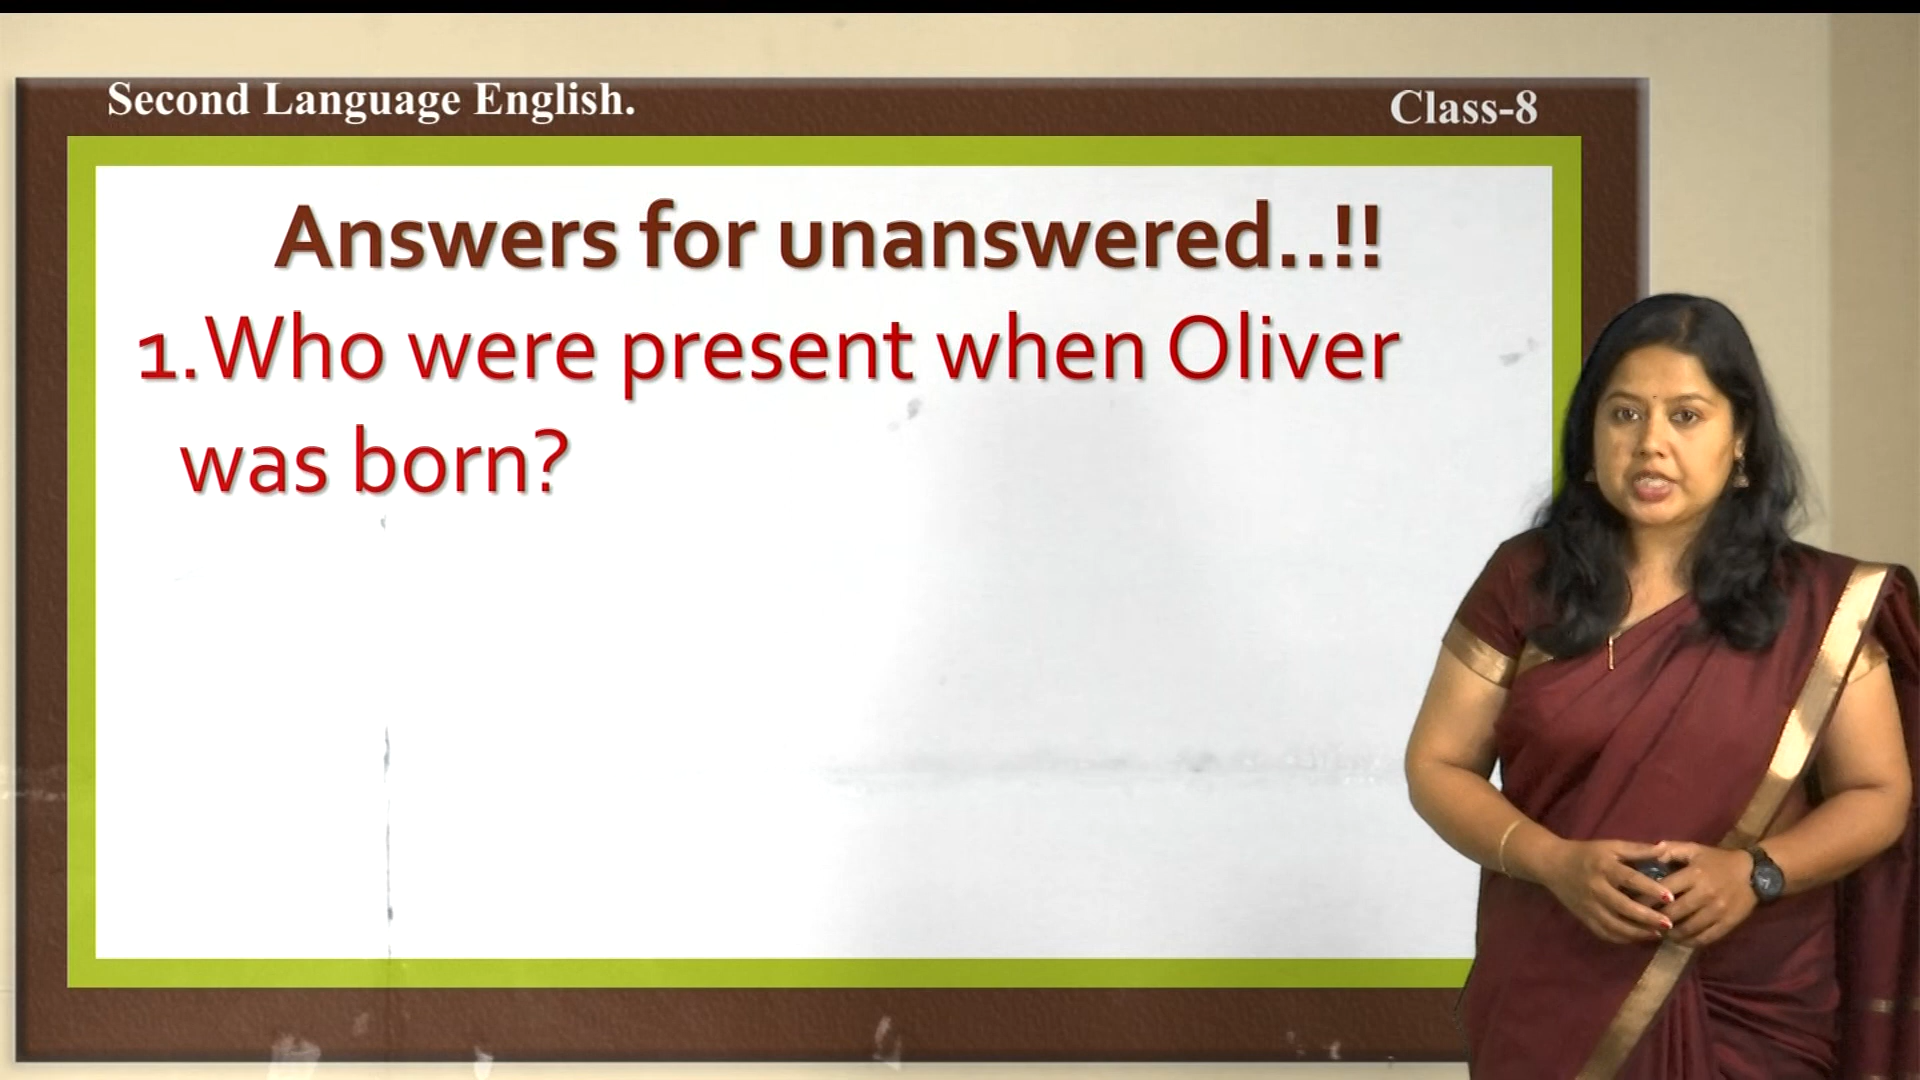 Second Language English.
Class-8
Answers for unanswered..!!
1.Who were present when Oliver
was born?